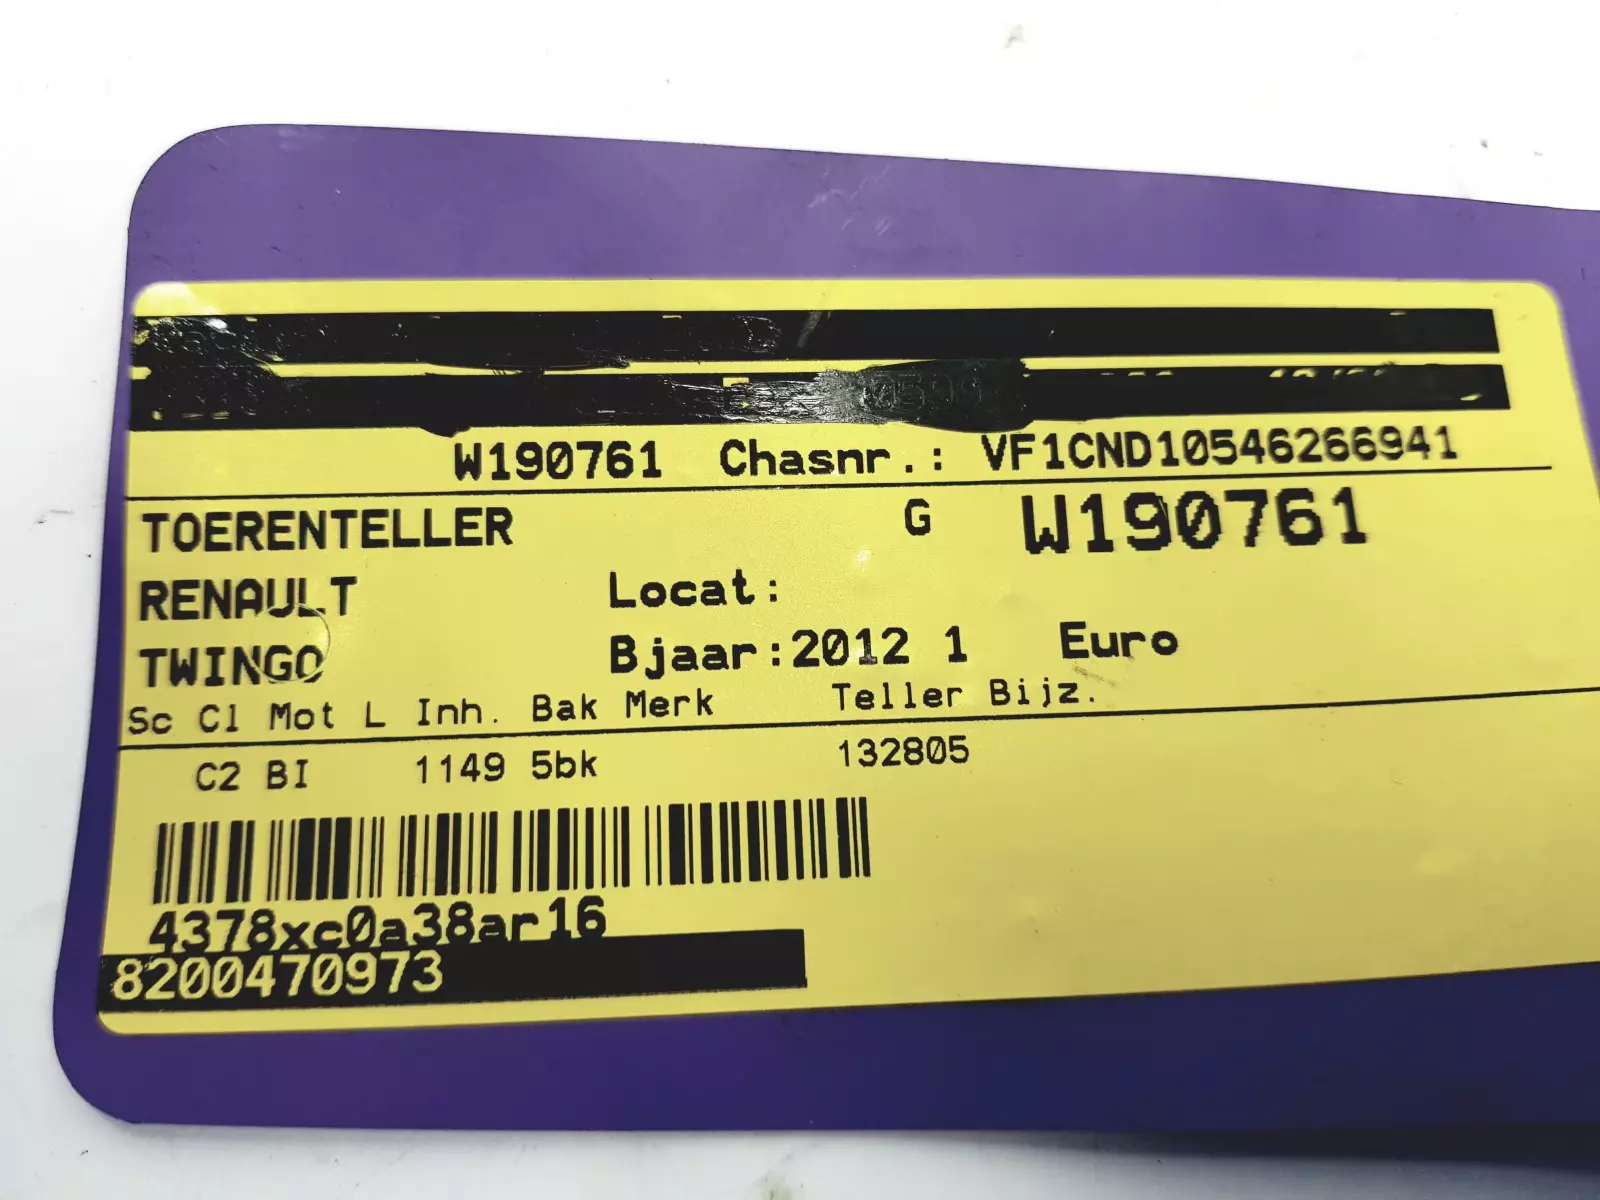 W190761 Chasnr.: VF1CND10546266941
TOERENTELLER G W190761
RENAULT Locat:
TWINGO Bjaar:2012 1 Euro
Sc Cl Mot L Inh. Bak Merk Teller Bijz.
C2 BI 1149 5bk 132805
4378xc0a38ar16
8200470973